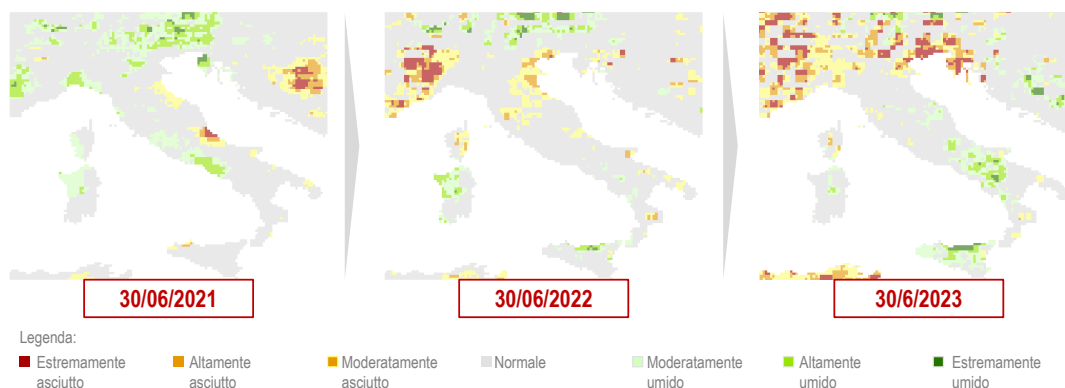 30/06/2021
30/06/2022
30/6/2023
Legenda:
Estremamente
asciutto
Altamente
asciutto
Moderatamente
asciutto
Normale
Moderatamente
umido
Altamente
umido
Estremamente
umido